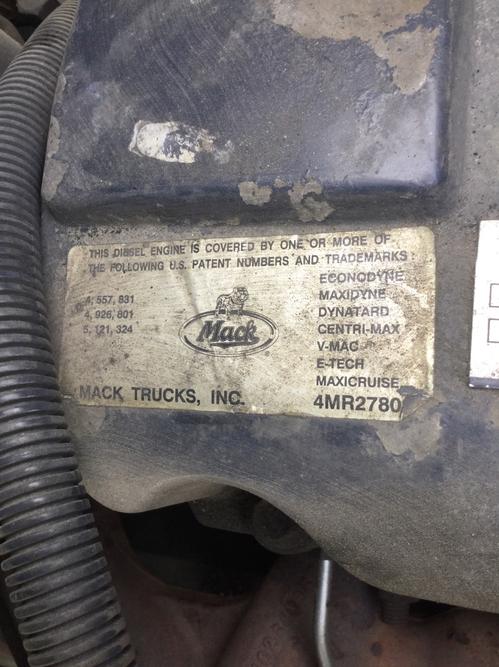 THIS DIESEL ENGINE IS COVERED BY ONE OR MORE OF
THE FOLLOWING U.S. PATENT NUMBERS AND TRADEMARKS:
4, 557, 831
4, 926, 801
5, 121, 324
Mack
ECONODYNE
MAXIDYNE
DYNATARD
CENTRI-MAX
V-MAC
E-TECH
MAXICRUISE
MACK TRUCKS, INC.
4MR2780